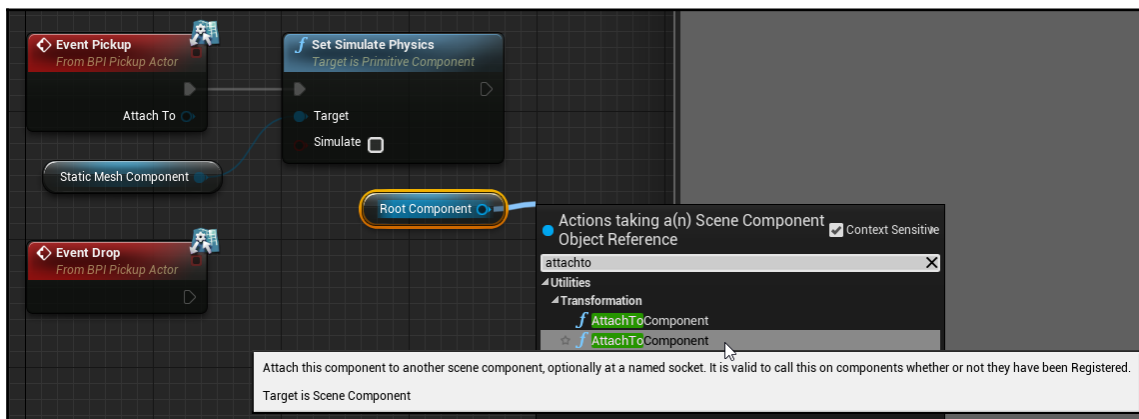 Event Pickup
From BPI Pickup Actor
Attach To
Set Simulate Physics
Target is Primitive Component
Target
Simulate
Static Mesh Component
Root Component
Event Drop
From BPI Pickup Actor
Actions taking a(n) Scene Component
Object Reference
Context Sensitive
attachto
Utilities
Transformation
f AttachToComponent
f AttachToComponent
Attach this component to another scene component, optionally at a named socket. It is valid to call this on components whether or not they have been Registered.
Target is Scene Component